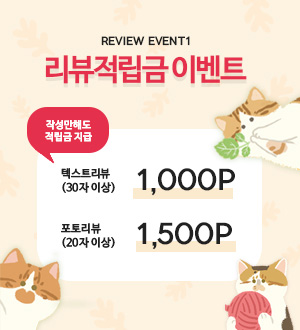 REVIEW EVENT1
리뷰적립금 이벤트
작성만해도
적립금 지급
텍스트리뷰
(30자 이상)
1,000P
포토리뷰
(20자 이상)
1,500P